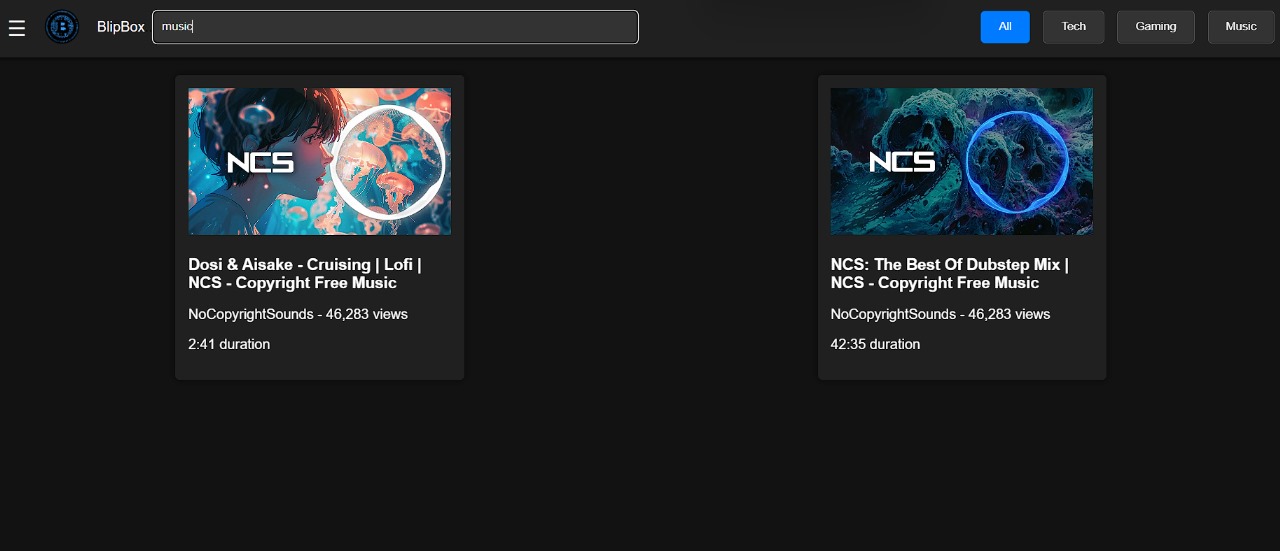 BlipBox
music
All
Tech
Gaming
Music
NCS
Dosi & Aisake - Cruising | Lofi |
NCS - Copyright Free Music
NoCopyrightSounds - 46,283 views
2:41 duration
NCS
NCS: The Best Of Dubstep Mix |
NCS - Copyright Free Music
NoCopyrightSounds - 46,283 views
42:35 duration